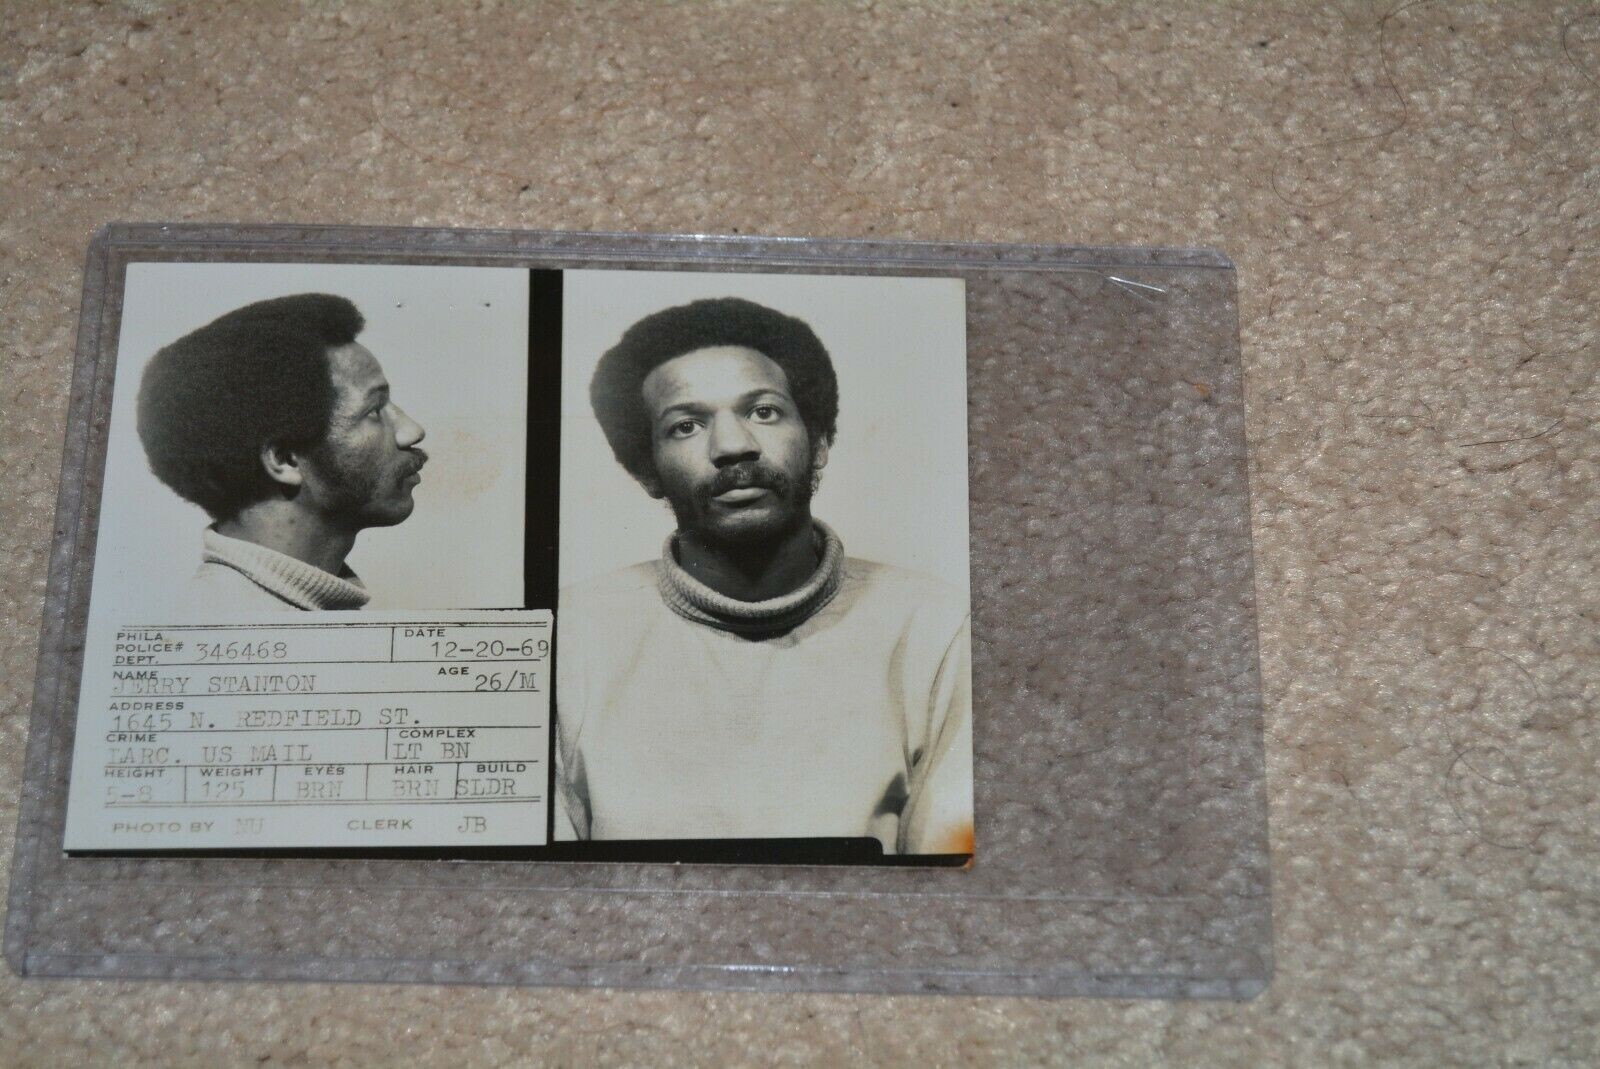 PHILA. POLICE# DEPT. 346468 DATE 12-20-69
NAME JERRY STANTON AGE 26/M
ADDRESS
1645 N. REDFIELD ST.
CRIME COMPLEX
LARC. US MAIL LT BN
HEIGHT WEIGHT EYES HAIR BUILD
5-8 125 BRN BRN SLDR
PHOTO BY NU CLERK JB